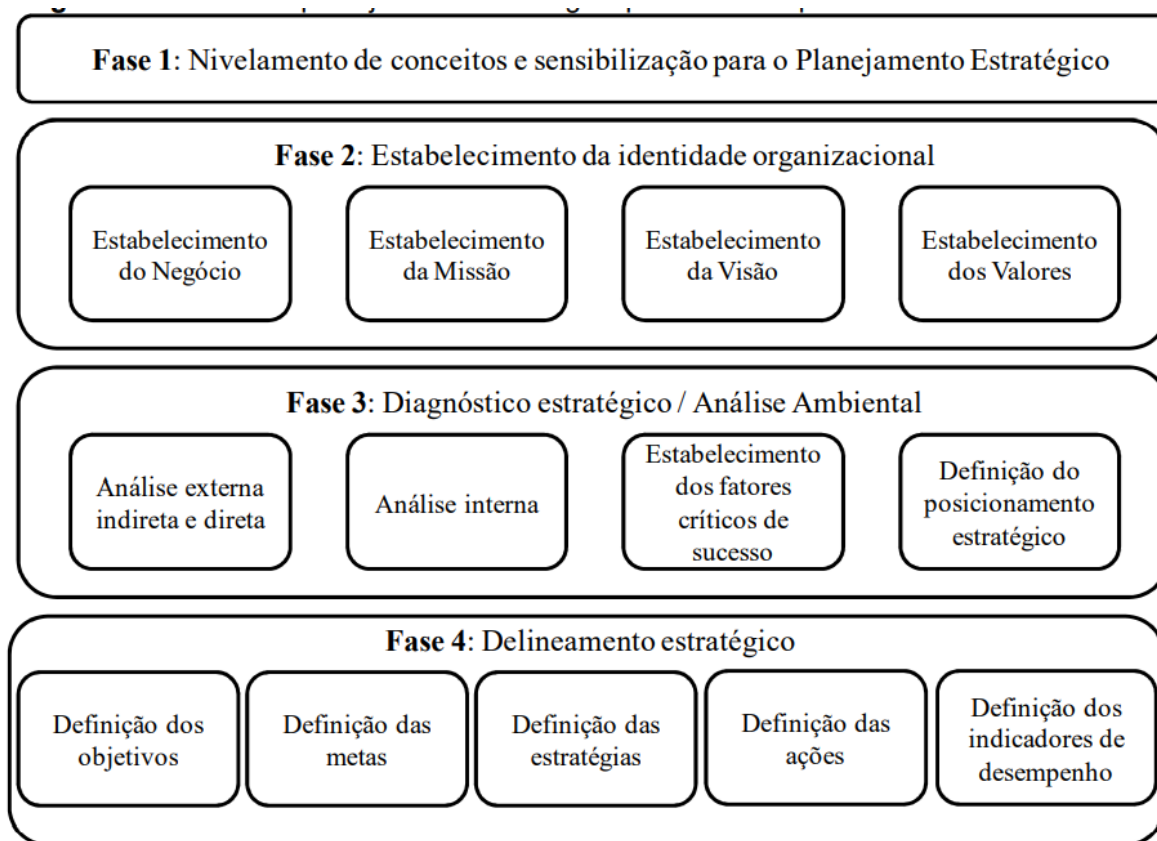 Fase 1: Nivelamento de conceitos e sensibilização para o Planejamento Estratégico
Fase 2: Estabelecimento da identidade organizacional
Estabelecimento
do Negócio
Estabelecimento
da Missão
Estabelecimento
da Visão
Estabelecimento
dos Valores
Fase 3: Diagnóstico estratégico / Análise Ambiental
Análise externa
indireta e direta
Análise interna
Estabelecimento
dos fatores
críticos de
sucesso
Definição do
posicionamento
estratégico
Fase 4: Delineamento estratégico
Definição dos
objetivos
Definição das
metas
Definição das
estratégias
Definição das
ações
Definição dos
indicadores de
desempenho